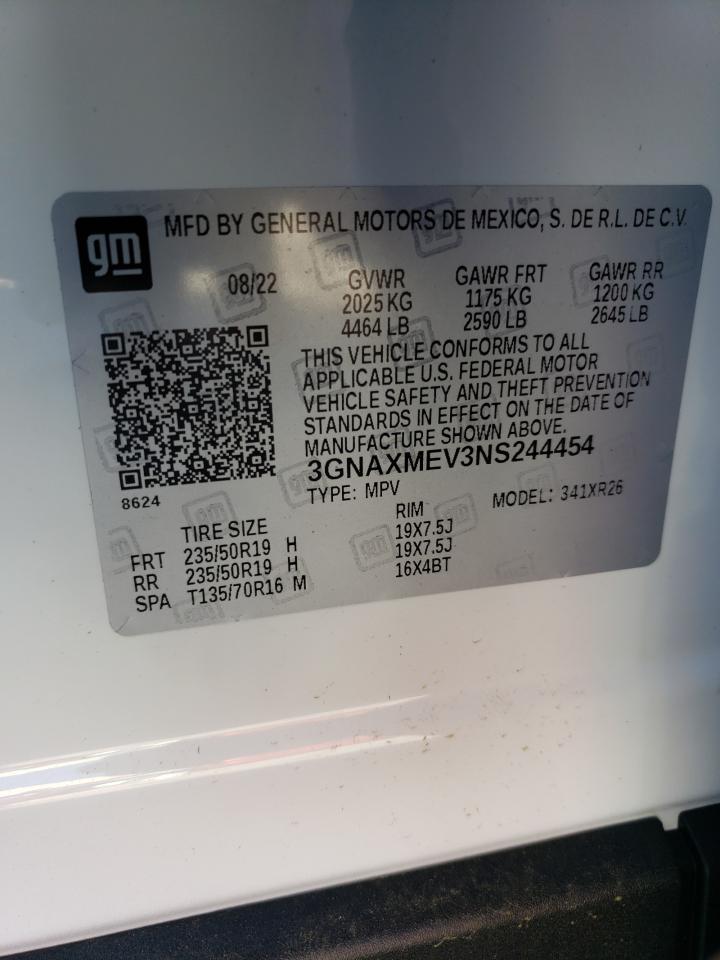 gm
MFD BY GENERAL MOTORS DE MEXICO, S. DE R.L. DE C.V.
08/22 GVWR GAWR FRT GAWR RR
2025 KG 1175 KG 1200 KG
4464 LB 2590 LB 2645 LB
THIS VEHICLE CONFORMS TO ALL
APPLICABLE U.S. FEDERAL MOTOR
VEHICLE SAFETY AND THEFT PREVENTION
STANDARDS IN EFFECT ON THE DATE OF
MANUFACTURE SHOWN ABOVE.
3GNAXMEV3NS244454
8624
TYPE: MPV MODEL: 341XR26
TIRE SIZE RIM
FRT 235/50R19 H 19X7.5J
RR 235/50R19 H 19X7.5J
SPA T135/70R16 M 16X4BT